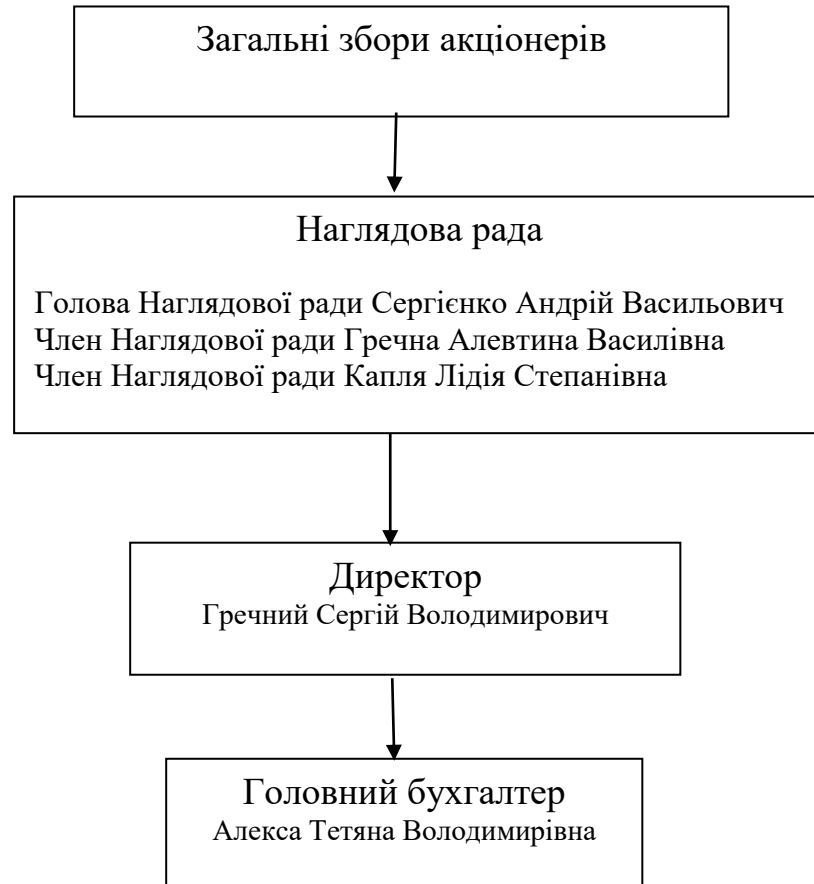 Загальні збори акціонерів
Наглядова рада
Голова Наглядової ради Сергієнко Андрій Васильович
Член Наглядової ради Гречна Алевтина Василівна
Член Наглядової ради Капля Лідія Степанівна
Директор
Гречний Сергій Володимирович
Головний бухгалтер
Алекса Тетяна Володимирівна